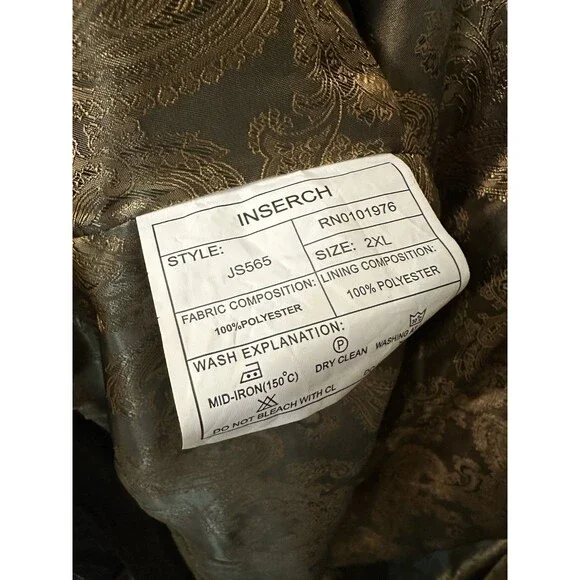 INSERCH
STYLE: RN0101976
JS565 SIZE: 2XL
FABRIC COMPOSITION: LINING COMPOSITION:
100%POLYESTER 100% POLYESTER
WASH EXPLANATION:
P
MID-IRON(150°C) DRY CLEAN WASHING
DO NOT BLEACH WITH